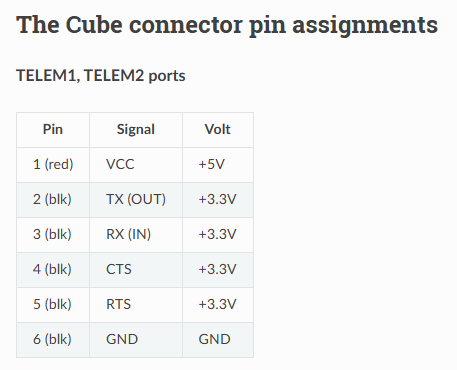 The Cube connector pin assignments
TELEM1, TELEM2 ports
Pin Signal Volt
1 (red) VCC +5V
2 (blk) TX (OUT) +3.3V
3 (blk) RX (IN) +3.3V
4 (blk) CTS +3.3V
5 (blk) RTS +3.3V
6 (blk) GND GND